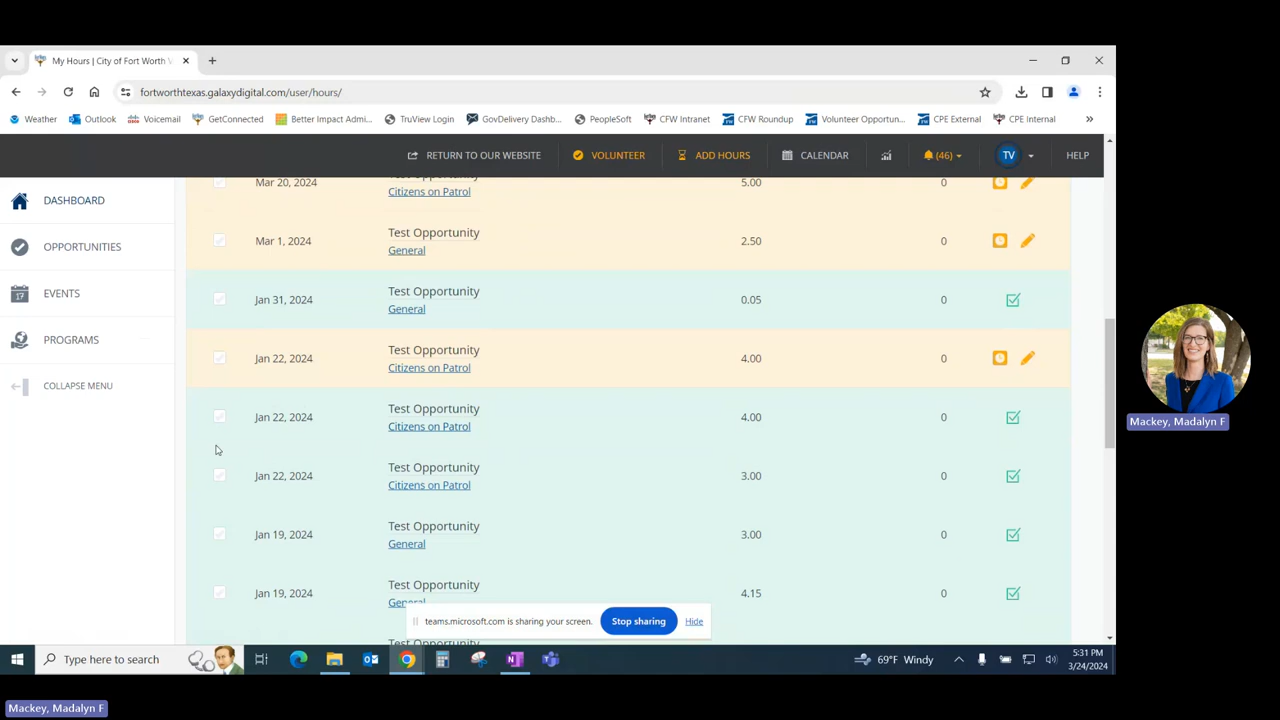 My Hours | City of Fort Worth V
fortworthtexas.galaxydigital.com/user/hours/
Weather Outlook Voicemail GetConnected Better Impact Admi... TruView Login GovDelivery Dashb... PeopleSoft CFW Intranet CFW Roundup Volunteer Opportun... CPE External CPE Internal »
RETURN TO OUR WEBSITE VOLUNTEER ADD HOURS CALENDAR (46) TV HELP
DASHBOARD
OPPORTUNITIES
EVENTS
PROGRAMS
COLLAPSE MENU
Mar 20, 2024 5.00 0
Citizens on Patrol
Test Opportunity
Mar 1, 2024 2.50 0
General
Test Opportunity
Jan 31, 2024 0.05 0
General
Test Opportunity
Jan 22, 2024 4.00 0
Citizens on Patrol
Test Opportunity
Jan 22, 2024 4.00 0
Citizens on Patrol
Test Opportunity
Jan 22, 2024 3.00 0
Citizens on Patrol
Test Opportunity
Jan 19, 2024 3.00 0
General
Test Opportunity
Jan 19, 2024 4.15 0
General
teams.microsoft.com is sharing your screen. Stop sharing Hide
Test Opportunity
Type here to search
69°F Windy
5:31 PM
3/24/2024
Mackey, Madalyn F
Mackey, Madalyn F